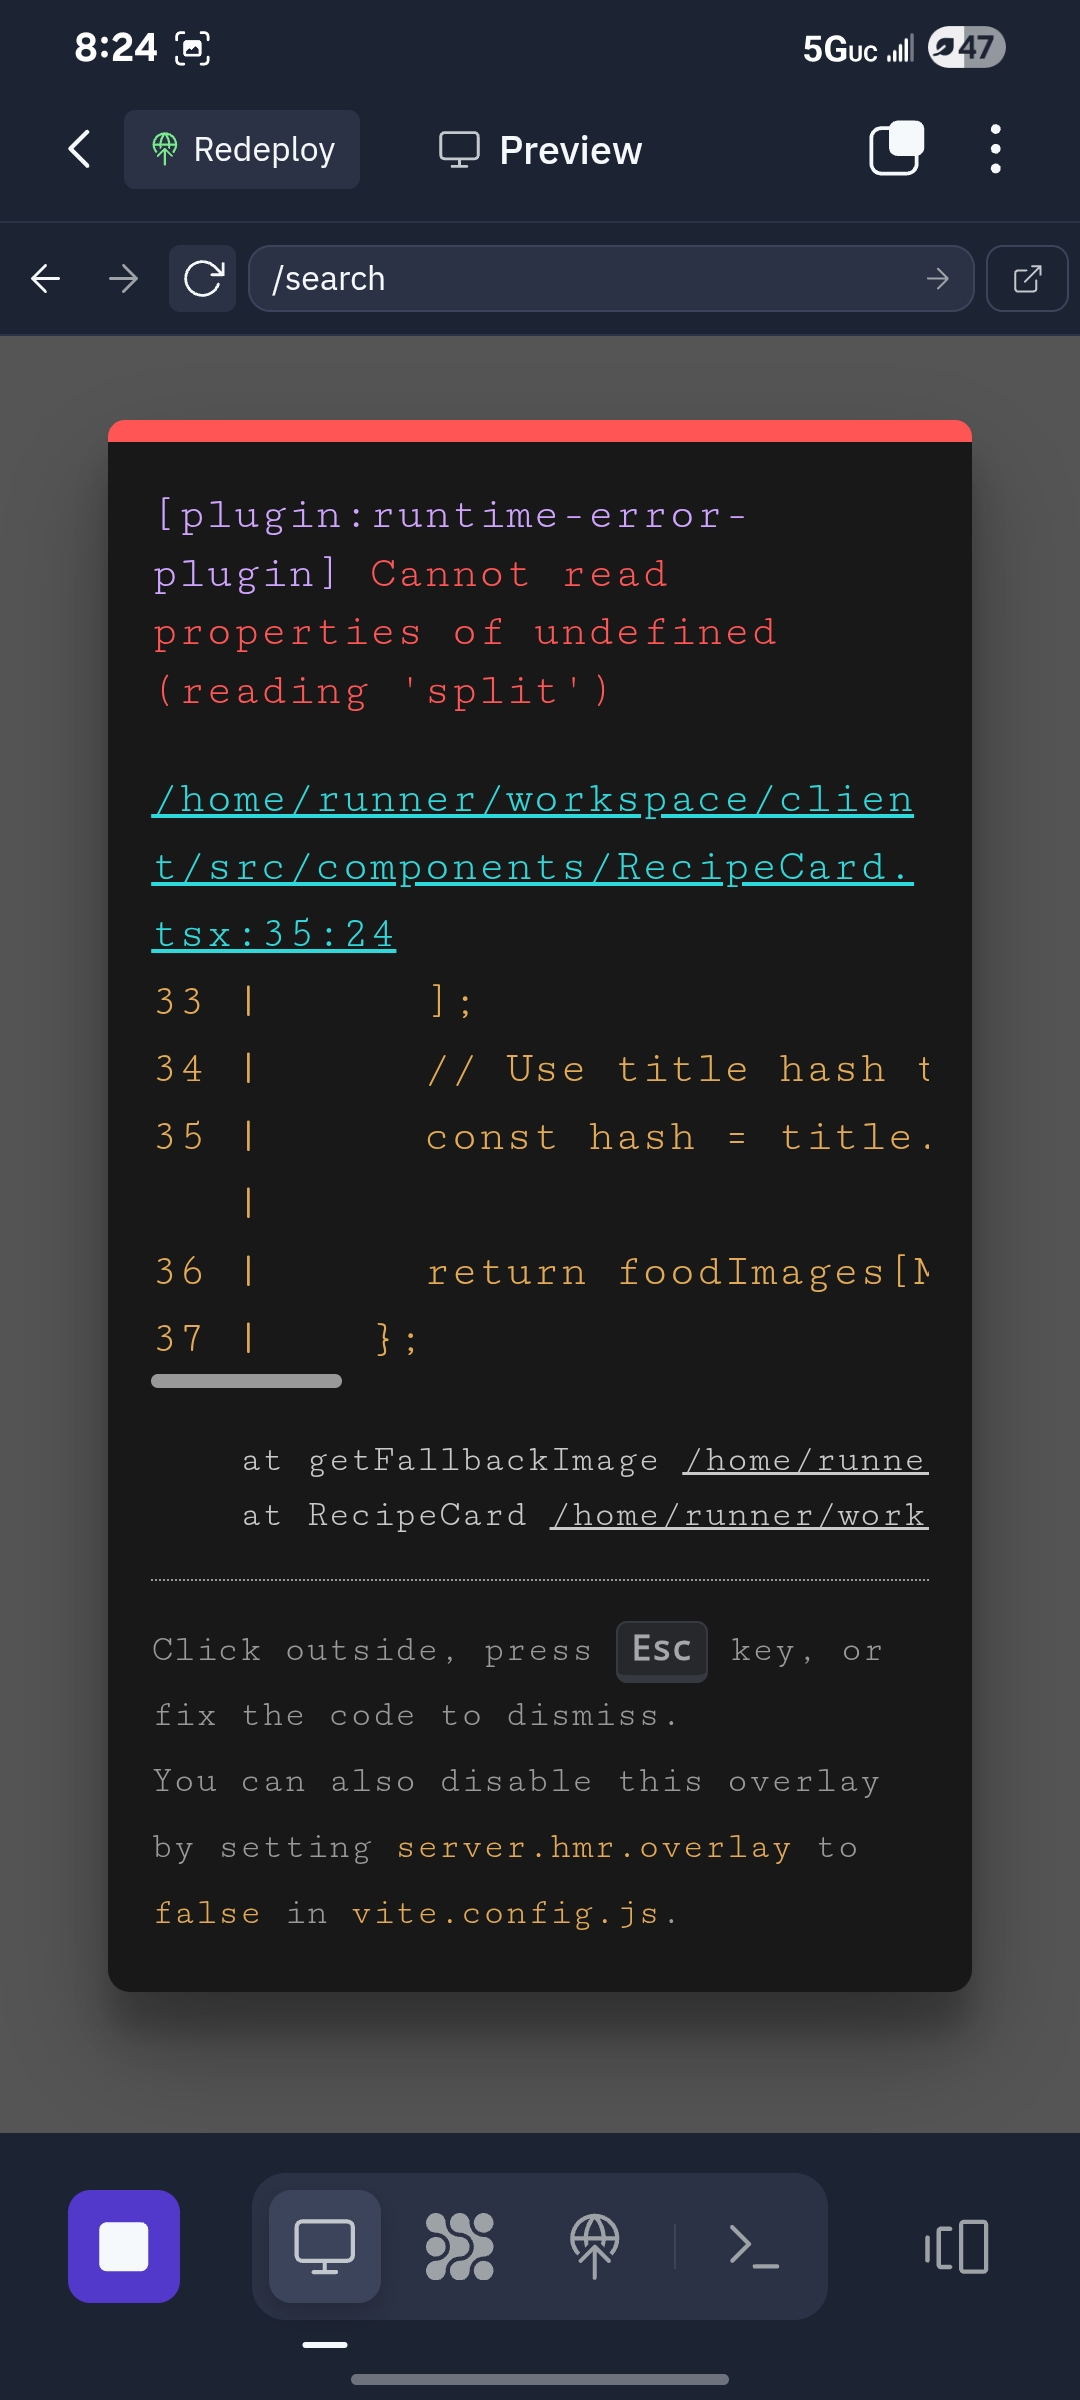 8:24
5GUC 47
Redeploy
Preview
/search
[plugin:runtime-error-
plugin] Cannot read
properties of undefined
(reading 'split')
/home/runner/workspace/clien
t/src/components/RecipeCard.
tsx:35:24
33 | ];
34 | // Use title hash t
35 | const hash = title.
|
36 | return foodImages[M
37 | };
at getFallbackImage /home/runne
at RecipeCard /home/runner/work
Click outside, press Esc key, or
fix the code to dismiss.
You can also disable this overlay
by setting server.hmr.overlay to
false in vite.config.js.